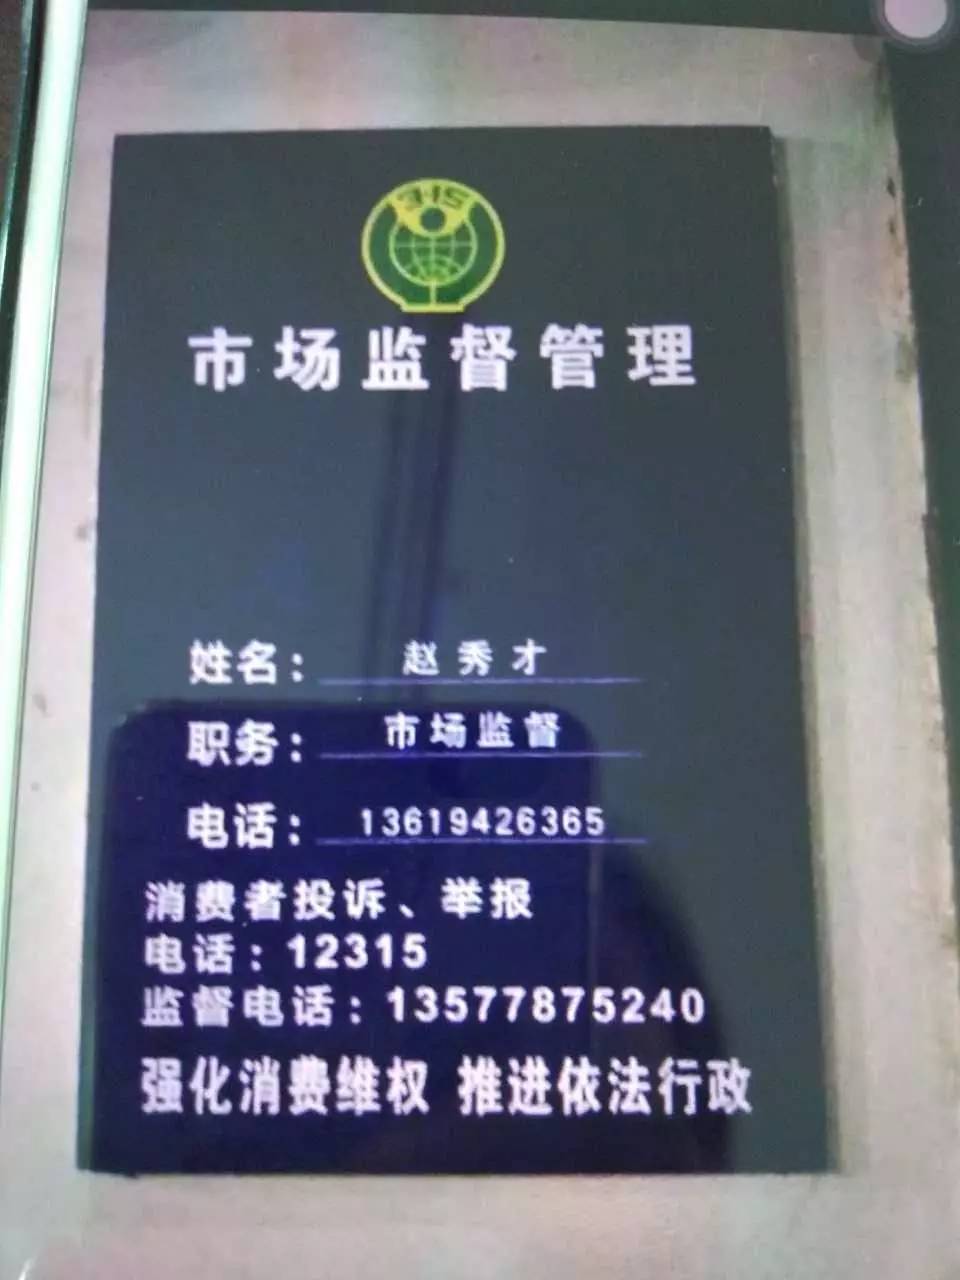 3·15
市场监督管理
姓名：赵秀才
职务：市场监督
电话：13619426365
消费者投诉、举报
电话：12315
监督电话：13577875240
强化消费维权 推进依法行政